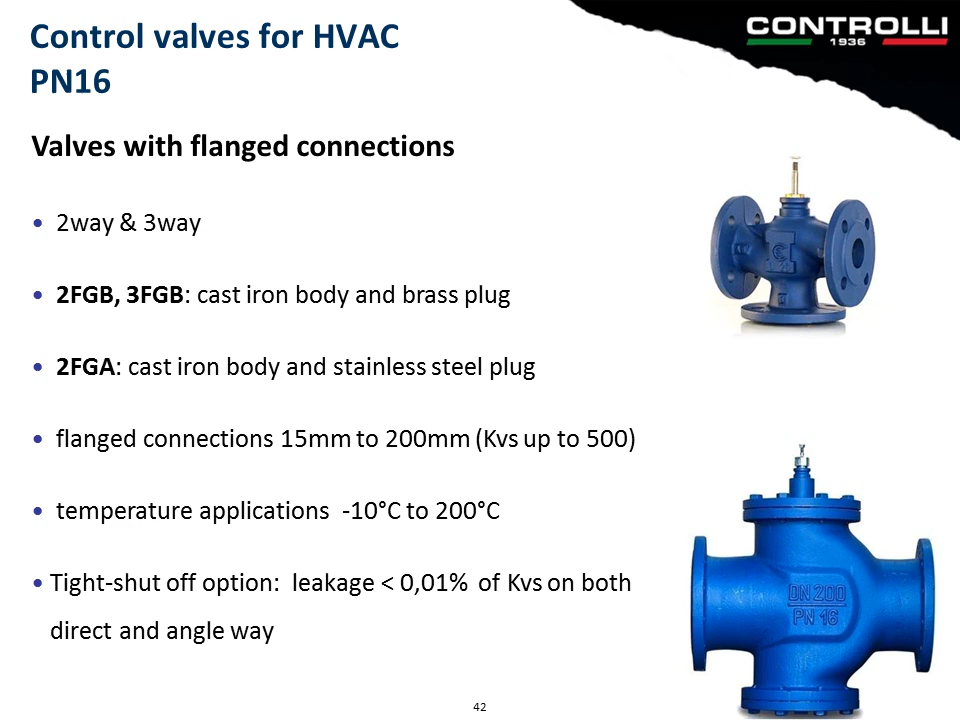 Control valves for HVAC
PN16
CONTROLLI
1936
Valves with flanged connections
• 2way & 3way
• 2FGB, 3FGB: cast iron body and brass plug
• 2FGA: cast iron body and stainless steel plug
• flanged connections 15mm to 200mm (Kvs up to 500)
• temperature applications  -10°C to 200°C
• Tight-shut off option:  leakage < 0,01%  of Kvs on both
direct and angle way
DN 200
PN 16
42